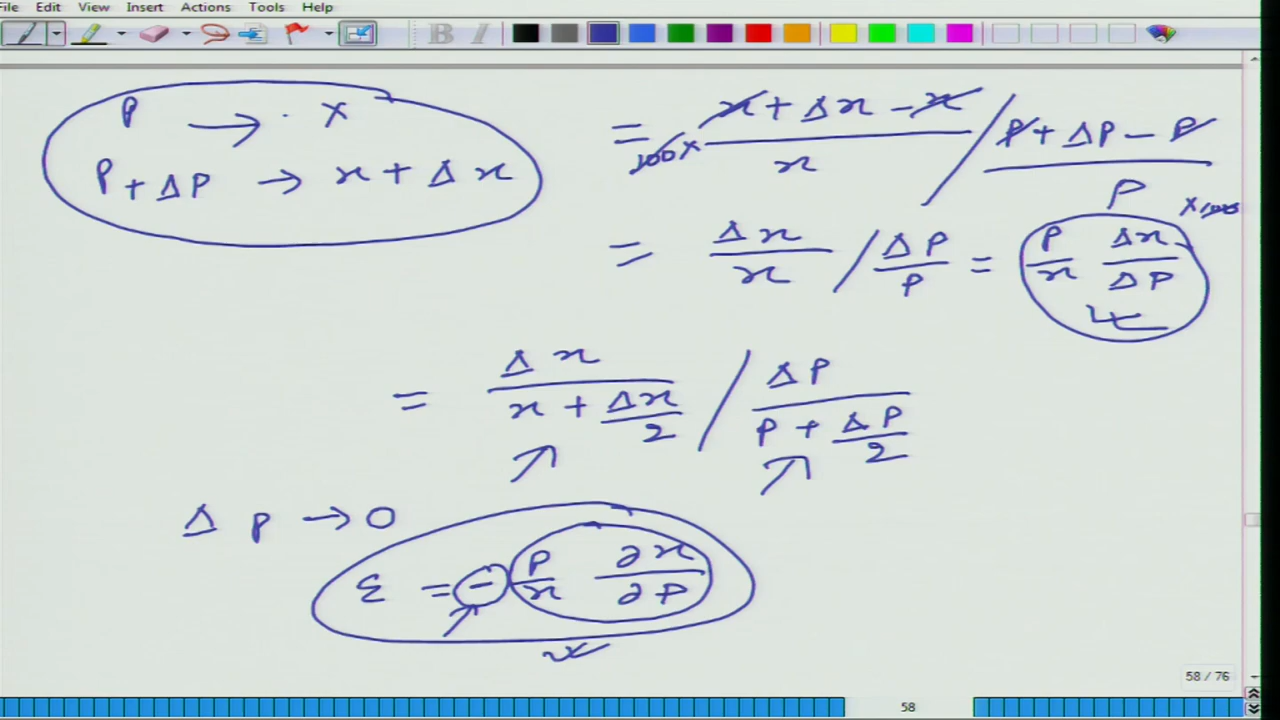 File Edit View Insert Actions Tools Help
B I
P → x
P + ΔP → x + Δx
= 100 × (x + Δx − x) / x / (P + ΔP − P) / P × 100
= Δx / x / ΔP / P = P / x Δx / ΔP
= Δx / (x + Δx / 2) / ΔP / (P + ΔP / 2)
Δ p → 0
ε = − P / x ∂x / ∂P
58 / 76
58